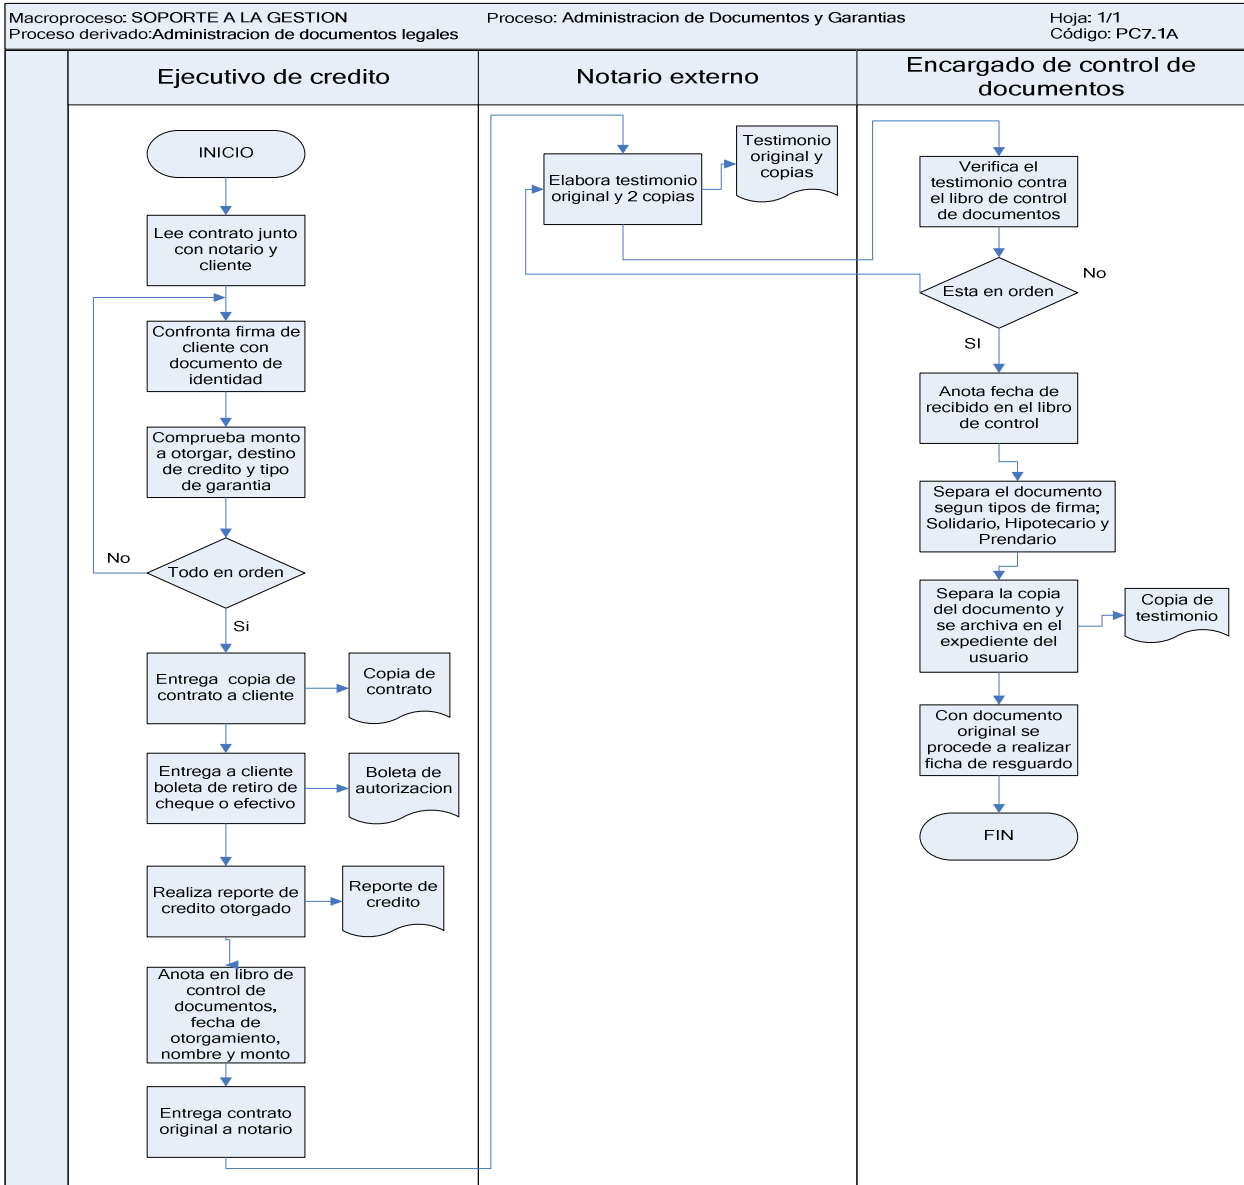 Macroproceso: SOPORTE A LA GESTION
Proceso: Administracion de Documentos y Garantias
Hoja: 1/1
Proceso derivado:Administracion de documentos legales
Código: PC7.1A
Ejecutivo de credito
Notario externo
Encargado de control de
documentos
INICIO
Lee contrato junto
con notario y
cliente
Confronta firma de
cliente con
documento de
identidad
Comprueba monto
a otorgar, destino
de credito y tipo
de garantia
No
Todo en orden
Si
Entrega copia de
contrato a cliente
Copia de
contrato
Entrega a cliente
boleta de retiro de
cheque o efectivo
Boleta de
autorizacion
Realiza reporte de
credito otorgado
Reporte de
credito
Anota en libro de
control de
documentos,
fecha de
otorgamiento,
nombre y monto
Entrega contrato
original a notario
Elabora testimonio
original y 2 copias
Testimonio
original y
copias
Verifica el
testimonio contra
el libro de control
de documentos
Esta en orden
No
SI
Anota fecha de
recibido en el libro
de control
Separa el documento
segun tipos de firma;
Solidario, Hipotecario y
Prendario
Separa la copia
del documento y
se archiva en el
expediente del
usuario
Copia de
testimonio
Con documento
original se
procede a realizar
ficha de resguardo
FIN